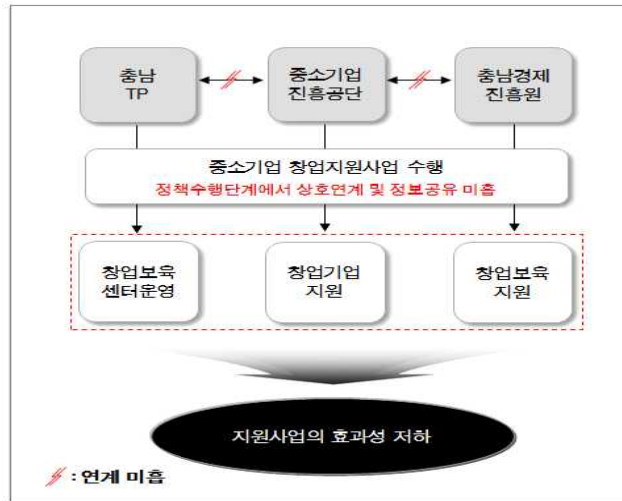 충남
TP
중소기업
진흥공단
충남경제
진흥원
중소기업 창업지원사업 수행
정책수행단계에서 상호연계 및 정보공유 미흡
창업보육
센터운영
창업기업
지원
창업보육
지원
지원사업의 효과성 저하
: 연계 미흡